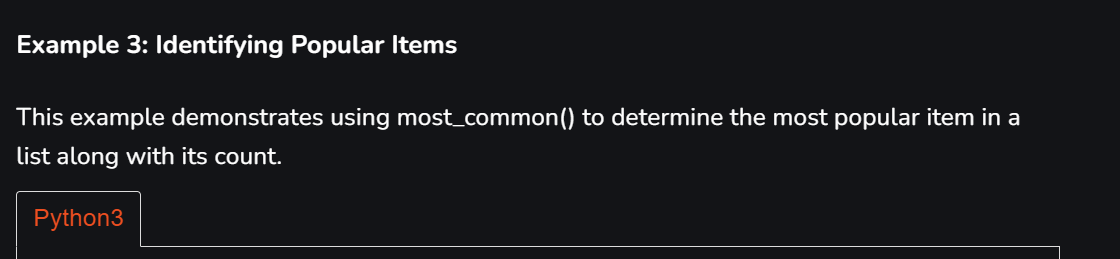 Example 3: Identifying Popular Items
This example demonstrates using most_common() to determine the most popular item in a
list along with its count.
Python3